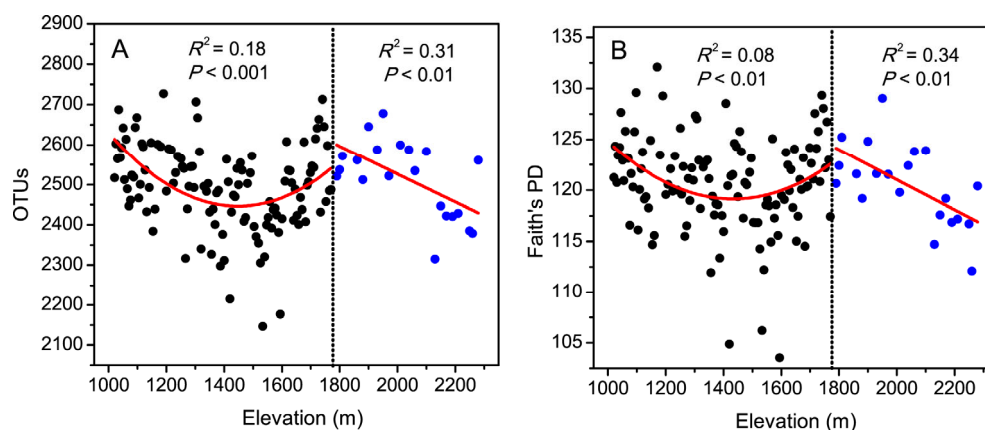 A
R² = 0.18
P < 0.001
R² = 0.31
P < 0.01
OTUs
2900
2800
2700
2600
2500
2400
2300
2200
2100
1000 1200 1400 1600 1800 2000 2200
Elevation (m)
B
R² = 0.08
P < 0.01
R² = 0.34
P < 0.01
Faith's PD
135
130
125
120
115
110
105
1000 1200 1400 1600 1800 2000 2200
Elevation (m)